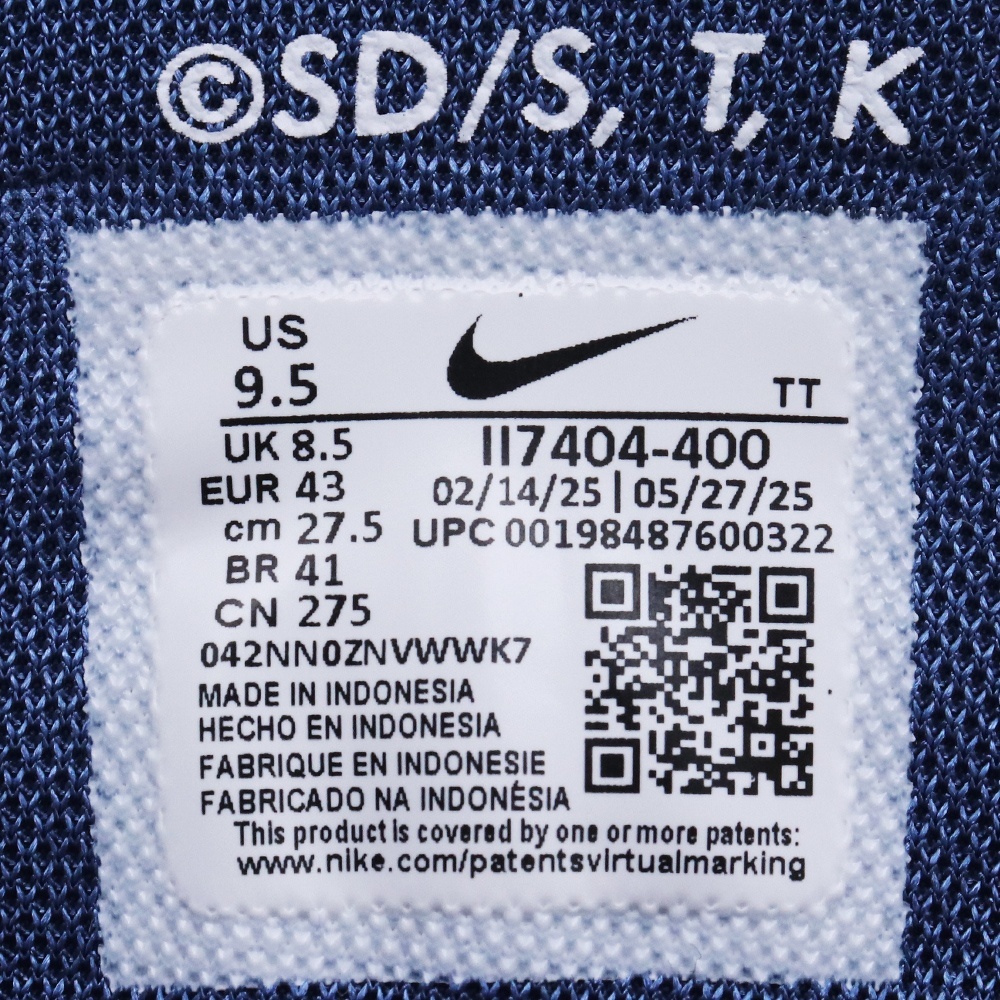 ©SD/S, T, K
US
9.5
TT
UK 8.5
II7404-400
EUR 43
02/14/25 | 05/27/25
cm 27.5
UPC 00198487600322
BR 41
CN 275
042NN0ZNVWWK7
MADE IN INDONESIA
HECHO EN INDONESIA
FABRIQUE EN INDONESIE
FABRICADO NA INDONÉSIA
This product is covered by one or more patents:
www.nike.com/patentsvirtualmarking